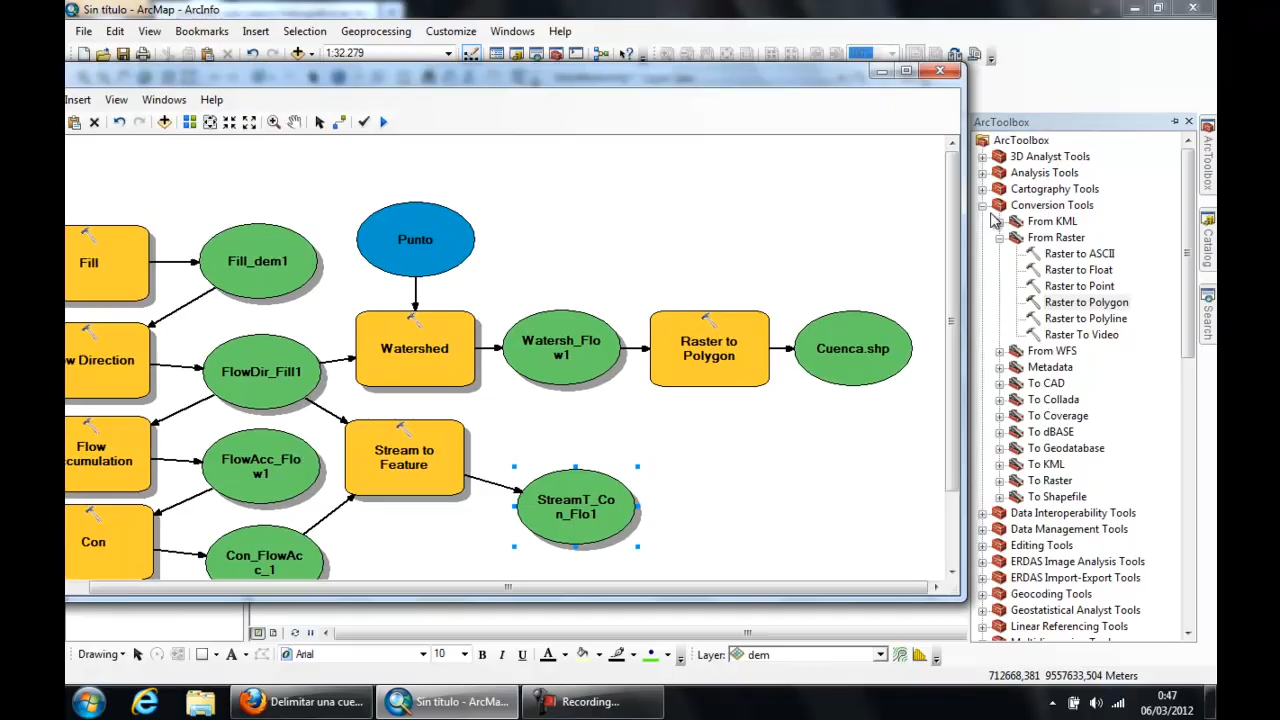 Sin título - ArcMap - ArcInfo
File Edit View Bookmarks Insert Selection Geoprocessing Customize Windows Help
1:32.279
Insert View Windows Help
Fill
Fill_dem1
Punto
w Direction
FlowDir_Fill1
Watershed
Watersh_Flo
w1
Raster to
Polygon
Cuenca.shp
Flow
ccumulation
FlowAcc_Flo
w1
Stream to
Feature
StreamT_Co
n_Flo1
Con
Con_FlowAc
c_1
ArcToolbox
ArcToolbox
3D Analyst Tools
Analysis Tools
Cartography Tools
Conversion Tools
From KML
From Raster
Raster to ASCII
Raster to Float
Raster to Point
Raster to Polygon
Raster to Polyline
Raster To Video
From WFS
Metadata
To CAD
To Collada
To Coverage
To dBASE
To Geodatabase
To KML
To Raster
To Shapefile
Data Interoperability Tools
Data Management Tools
Editing Tools
ERDAS Image Analysis Tools
ERDAS Import-Export Tools
Geocoding Tools
Geostatistical Analyst Tools
Linear Referencing Tools
ArcToolbox
Catalog
Search
Drawing
Arial
10
B I U A
Layer: dem
712668,381 9557633,504 Meters
Delimitar una cue...
Sin título - ArcMa...
Recording...
0:47
06/03/2012